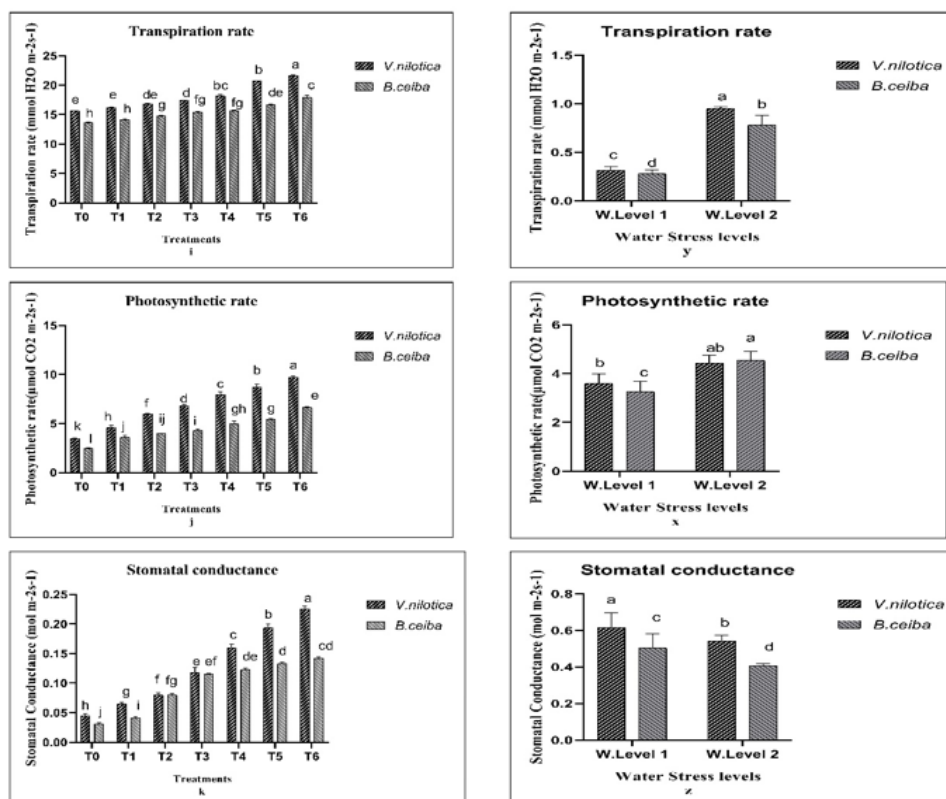 Transpiration rate
Transpiration rate (mmol H2O m-2s-1)
25
20
15
10
5
0
e h e h de g d fg bc fg b de a c
T0 T1 T2 T3 T4 T5 T6
Treatments
i
V.nilotica
B.ceiba
Transpiration rate
Transpiration rate (mmol H2O m-2s-1)
1.5
1.0
0.5
0.0
c d a b
W.Level 1 W.Level 2
Water Stress levels
y
V.nilotica
B.ceiba
Photosynthetic rate
Photosynthetic rate(µmol CO2 m-2s-1)
15
10
5
0
k l h j f ij d i c gh b g a e
T0 T1 T2 T3 T4 T5 T6
Treatments
j
V.nilotica
B.ceiba
Photosynthetic rate
Photosynthetic rate(µmol CO2 m-2s-1)
6
4
2
0
b c ab a
W.Level 1 W.Level 2
Water Stress levels
x
V.nilotica
B.ceiba
Stomatal conductance
Stomatal Conductance (mol m-2s-1)
0.25
0.20
0.15
0.10
0.05
0.00
h j g i f fg e ef c de b d a cd
T0 T1 T2 T3 T4 T5 T6
Treatments
k
V.nilotica
B.ceiba
Stomatal conductance
Stomatal Conductance (mol m-2s-1)
0.8
0.6
0.4
0.2
0.0
a c b d
W.Level 1 W.Level 2
Water Stress levels
z
V.nilotica
B.ceiba